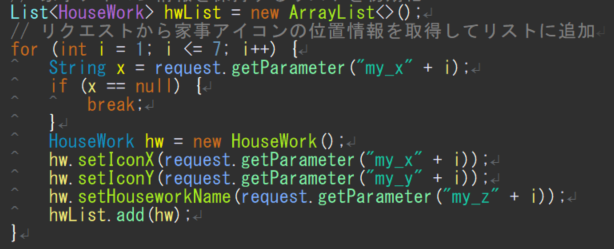 List<HouseWork> hwList = new ArrayList<>();
// リクエストから家事アイコンの位置情報を取得してリストに追加
for (int i = 1; i <= 7; i++) {
String x = request.getParameter("my_x" + i);
if (x == null) {
break;
}
HouseWork hw = new HouseWork();
hw.setIconX(request.getParameter("my_x" + i));
hw.setIconY(request.getParameter("my_y" + i));
hw.setHouseworkName(request.getParameter("my_z" + i));
hwList.add(hw);
}